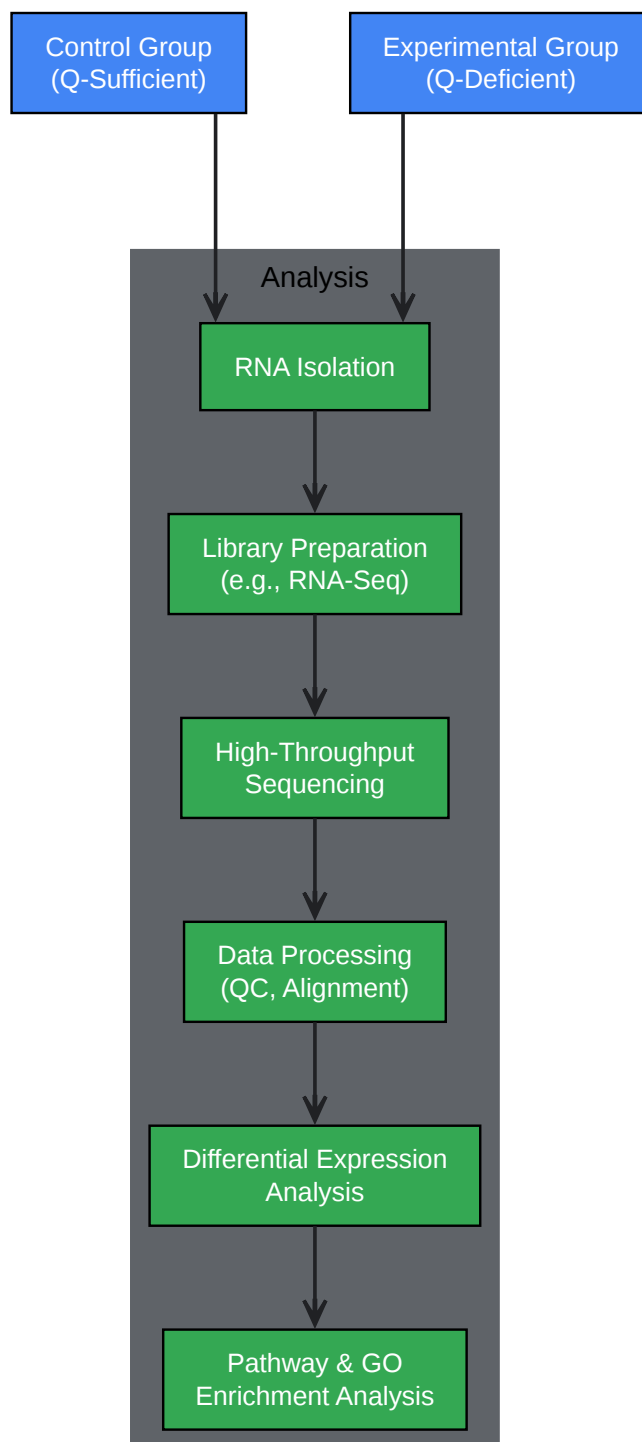 Control Group
(Q-Sufficient)
Experimental Group
(Q-Deficient)
Analysis
RNA Isolation
Library Preparation
(e.g., RNA-Seq)
High-Throughput
Sequencing
Data Processing
(QC, Alignment)
Differential Expression
Analysis
Pathway & GO
Enrichment Analysis